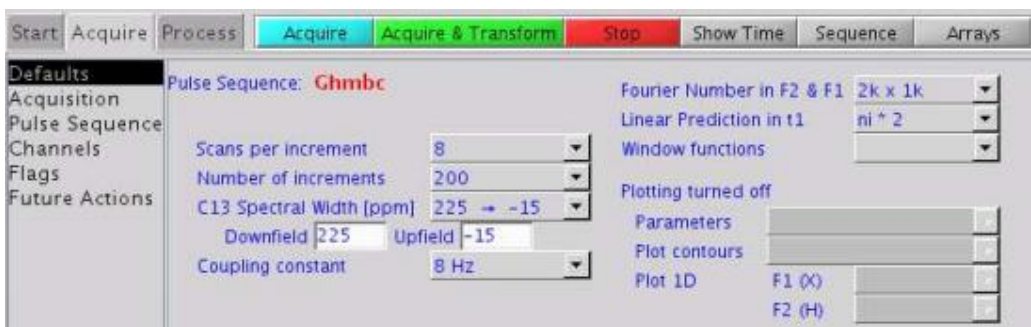 Start Acquire Process Acquire Acquire & Transform Stop Show Time Sequence Arrays
Defaults
Acquisition
Pulse Sequence
Channels
Flags
Future Actions
Pulse Sequence: Ghmbc
Scans per increment 8
Number of increments 200
C13 Spectral Width [ppm] 225 → -15
Downfield 225 Upfield -15
Coupling constant 8 Hz
Fourier Number in F2 & F1 2k x 1k
Linear Prediction in t1 ni * 2
Window functions
Plotting turned off
Parameters
Plot contours
Plot 1D F1 (X)
F2 (H)